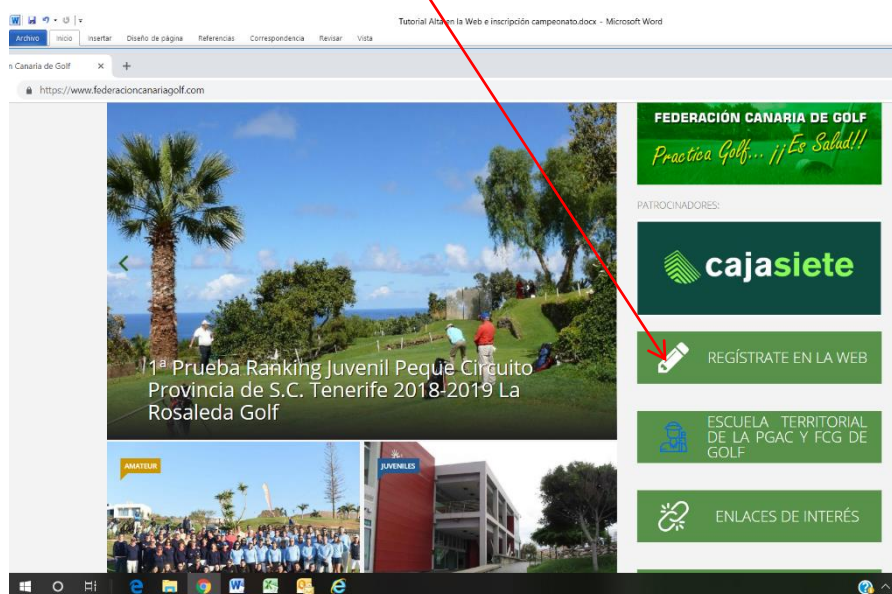 Tutorial Alta en la Web e inscripción campeonato.docx - Microsoft Word
Archivo Inicio Insertar Diseño de página Referencias Correspondencia Revisar Vista
n Canaria de Golf
https://www.federacioncanariagolf.com
FEDERACIÓN CANARIA DE GOLF
Practica Golf... ¡¡Es Salud!!
PATROCINADORES:
cajasiete
REGÍSTRATE EN LA WEB
1ª Prueba Ranking Juvenil Peque Circuito
Provincia de S.C. Tenerife 2018-2019 La
Rosaleda Golf
ESCUELA TERRITORIAL
DE LA PGAC Y FCG DE
GOLF
AMATEUR
JUVENILES
ENLACES DE INTERÉS